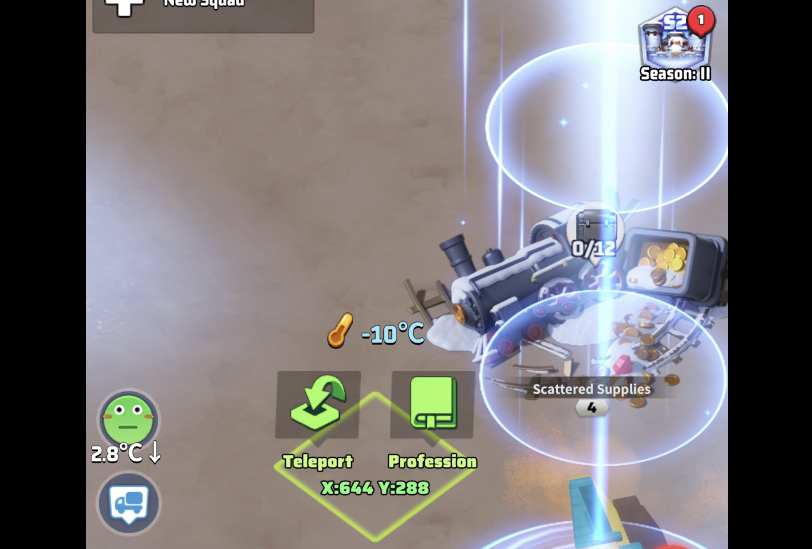 New Squad
S2
1
Season: II
0/12
-10°C
Scattered Supplies
4
2.8°C↓
Teleport
Profession
X:644 Y:288